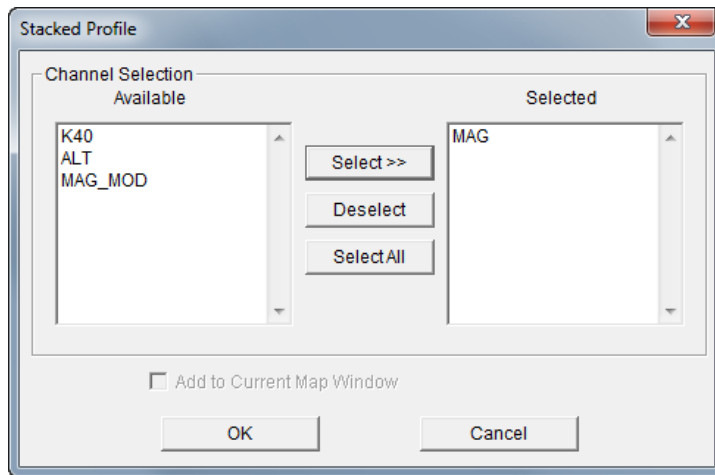 Stacked Profile
Channel Selection
Available
Selected
K40
ALT
MAG_MOD
Select >>
Deselect
Select All
MAG
Add to Current Map Window
OK
Cancel